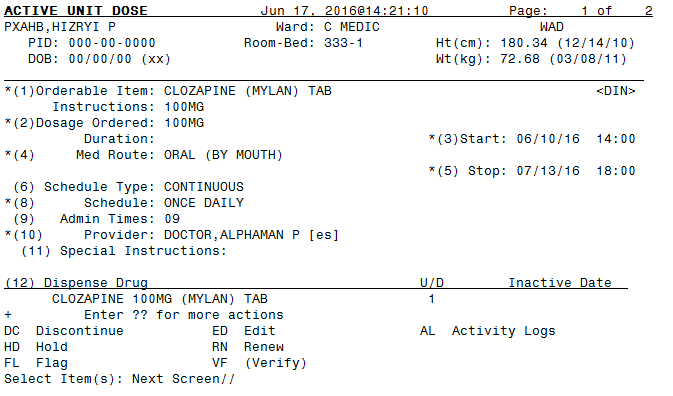 ACTIVE UNIT DOSE Jun 17, 2016@14:21:10 Page: 1 of 2
PXAHB,HIZRYI P Ward: C MEDIC WAD
PID: 000-00-0000 Room-Bed: 333-1 Ht(cm): 180.34 (12/14/10)
DOB: 00/00/00 (xx) Wt(kg): 72.68 (03/08/11)
*(1)Orderable Item: CLOZAPINE (MYLAN) TAB <DIN>
Instructions: 100MG
*(2)Dosage Ordered: 100MG
Duration: *(3)Start: 06/10/16 14:00
*(4) Med Route: ORAL (BY MOUTH)
*(5) Stop: 07/13/16 18:00
(6) Schedule Type: CONTINUOUS
*(8) Schedule: ONCE DAILY
(9) Admin Times: 09
*(10) Provider: DOCTOR,ALPHAMAN P [es]
(11) Special Instructions:
(12) Dispense Drug U/D Inactive Date
CLOZAPINE 100MG (MYLAN) TAB 1
+ Enter ?? for more actions
DC Discontinue ED Edit AL Activity Logs
HD Hold RN Renew
FL Flag VF (Verify)
Select Item(s): Next Screen//